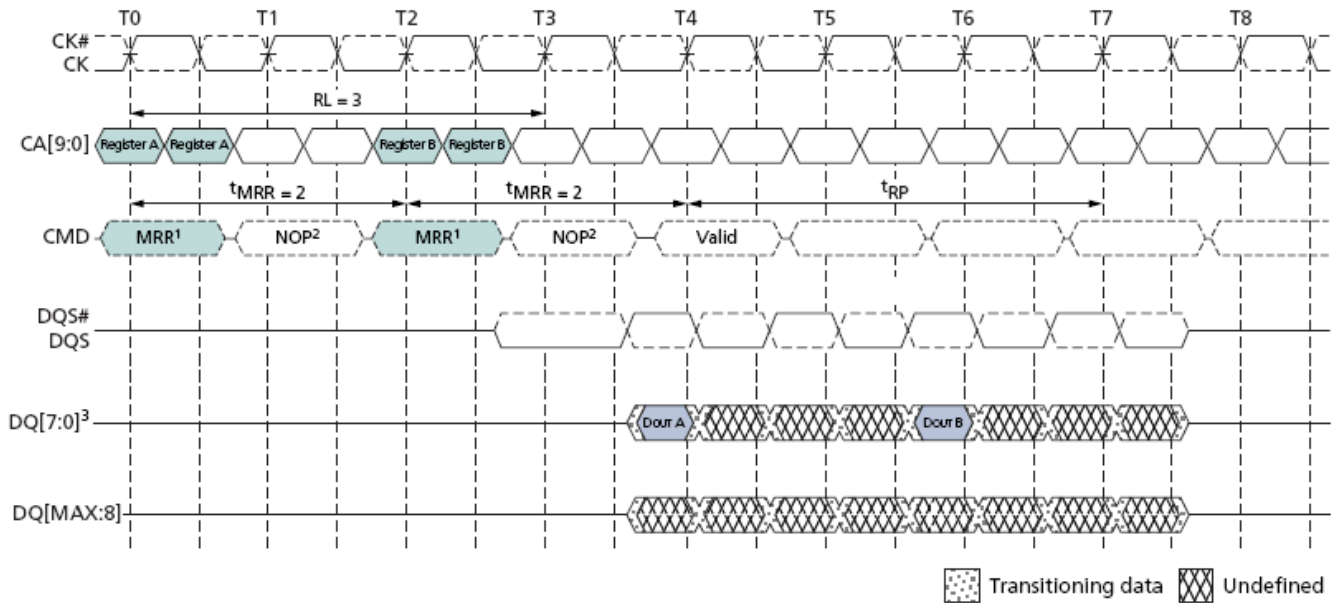 T0 T1 T2 T3 T4 T5 T6 T7 T8
CK#
CK
RL = 3
CA[9:0] Register A Register A Register B Register B
tMRR = 2 tMRR = 2 tRP
CMD MRR1 NOP2 MRR1 NOP2 Valid
DQS#
DQS
DQ[7:0]3 DOUT A DOUT B
DQ[MAX:8]
Transitioning data Undefined